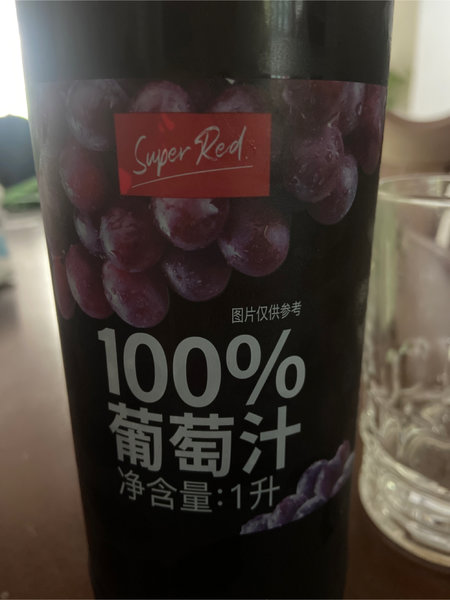 Super Red
图片仅供参考
100%
葡萄汁
净含量:1升